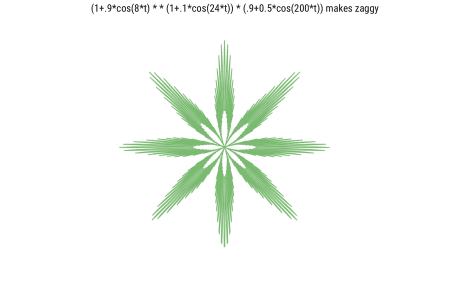 (1+.9*cos(8*t) * * (1+.1*cos(24*t)) * (.9+0.5*cos(200*t)) makes zaggy